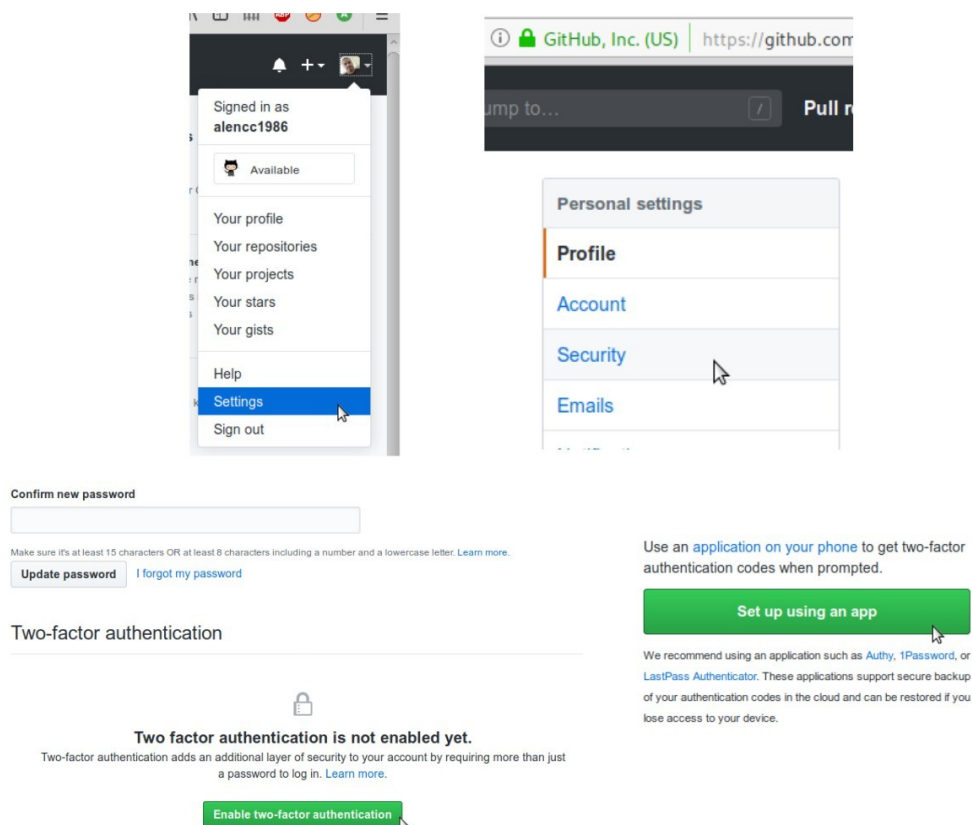 Signed in as
alencc1986
Available
Your profile
Your repositories
Your projects
Your stars
Your gists
Help
Settings
Sign out
GitHub, Inc. (US) https://github.com
ump to... /
Personal settings
Profile
Account
Security
Emails
Confirm new password
Make sure it's at least 15 characters OR at least 8 characters including a number and a lowercase letter. Learn more.
Update password I forgot my password
Two-factor authentication
Two factor authentication is not enabled yet.
Two-factor authentication adds an additional layer of security to your account by requiring more than just
a password to log in. Learn more.
Enable two-factor authentication
Use an application on your phone to get two-factor
authentication codes when prompted.
Set up using an app
We recommend using an application such as Authy, 1Password, or
LastPass Authenticator. These applications support secure backup
of your authentication codes in the cloud and can be restored if you
lose access to your device.